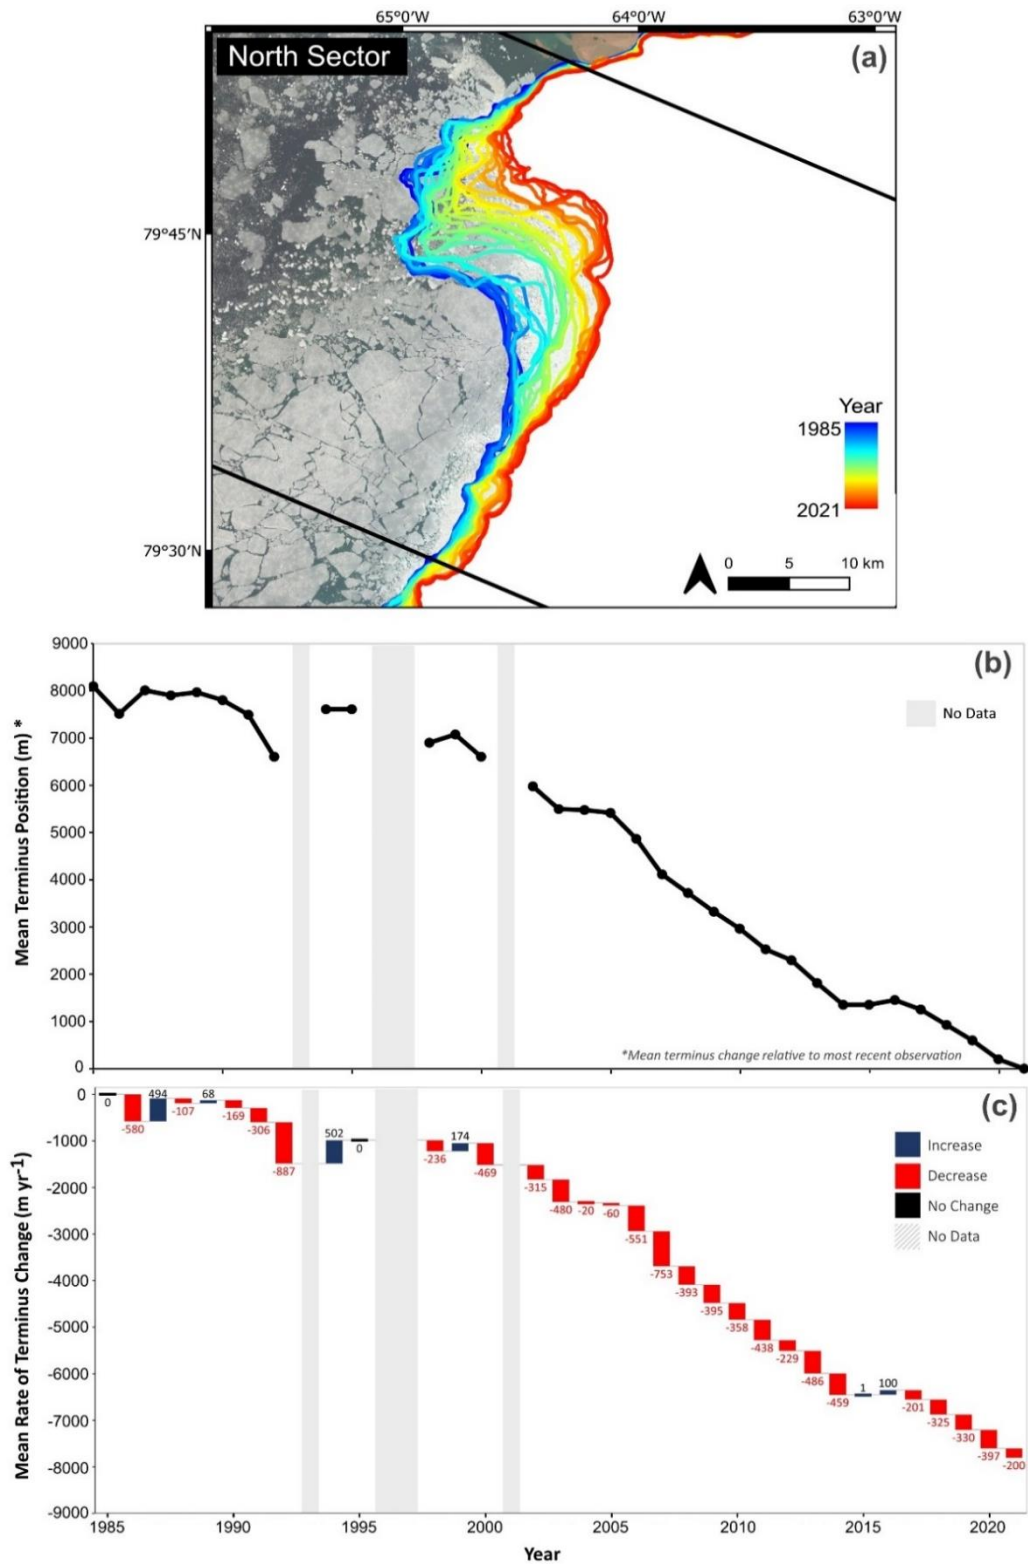 65°0'W 64°0'W 63°0'W
North Sector
(a)
79°45'N
Year
1985
2021
79°30'N
0 5 10 km
9000
(b)
8000
No Data
7000
6000
5000
4000
3000
2000
1000
0
Mean Terminus Position (m) *
*Mean terminus change relative to most recent observation
(c)
0
-1000
-2000
-3000
-4000
-5000
-6000
-7000
-8000
-9000
Mean Rate of Terminus Change (m yr-1)
0
-580
494
-107
68
-169
-306
-887
502
0
-236
174
-469
-315
-480
-20
-60
-551
-753
-393
-395
-358
-438
-229
-486
-459
1
100
-201
-325
-330
-397
-200
Increase
Decrease
No Change
No Data
1985 1990 1995 2000 2005 2010 2015 2020
Year